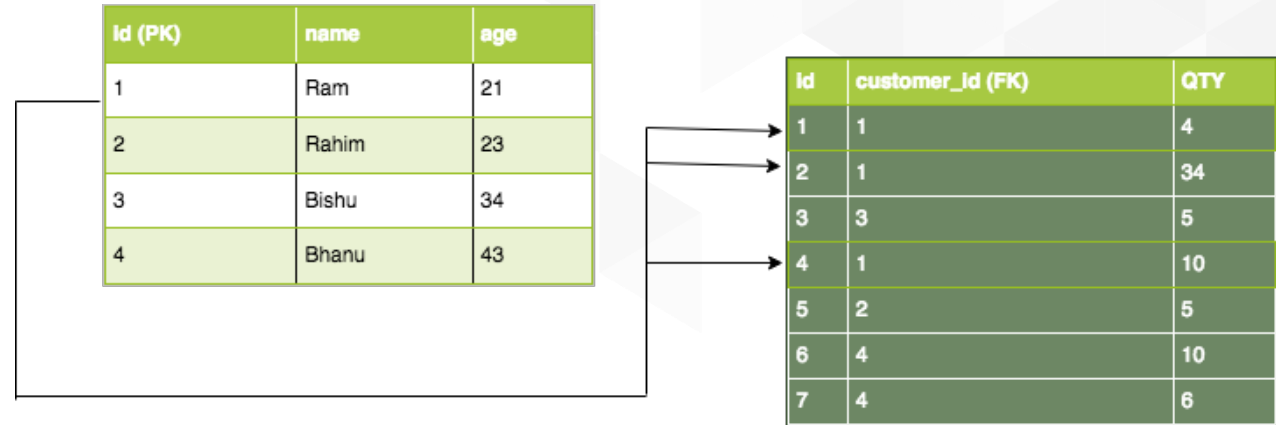 id (PK) name age
1 Ram 21
2 Rahim 23
3 Bishu 34
4 Bhanu 43
id customer_id (FK) QTY
1 1 4
2 1 34
3 3 5
4 1 10
5 2 5
6 4 10
7 4 6